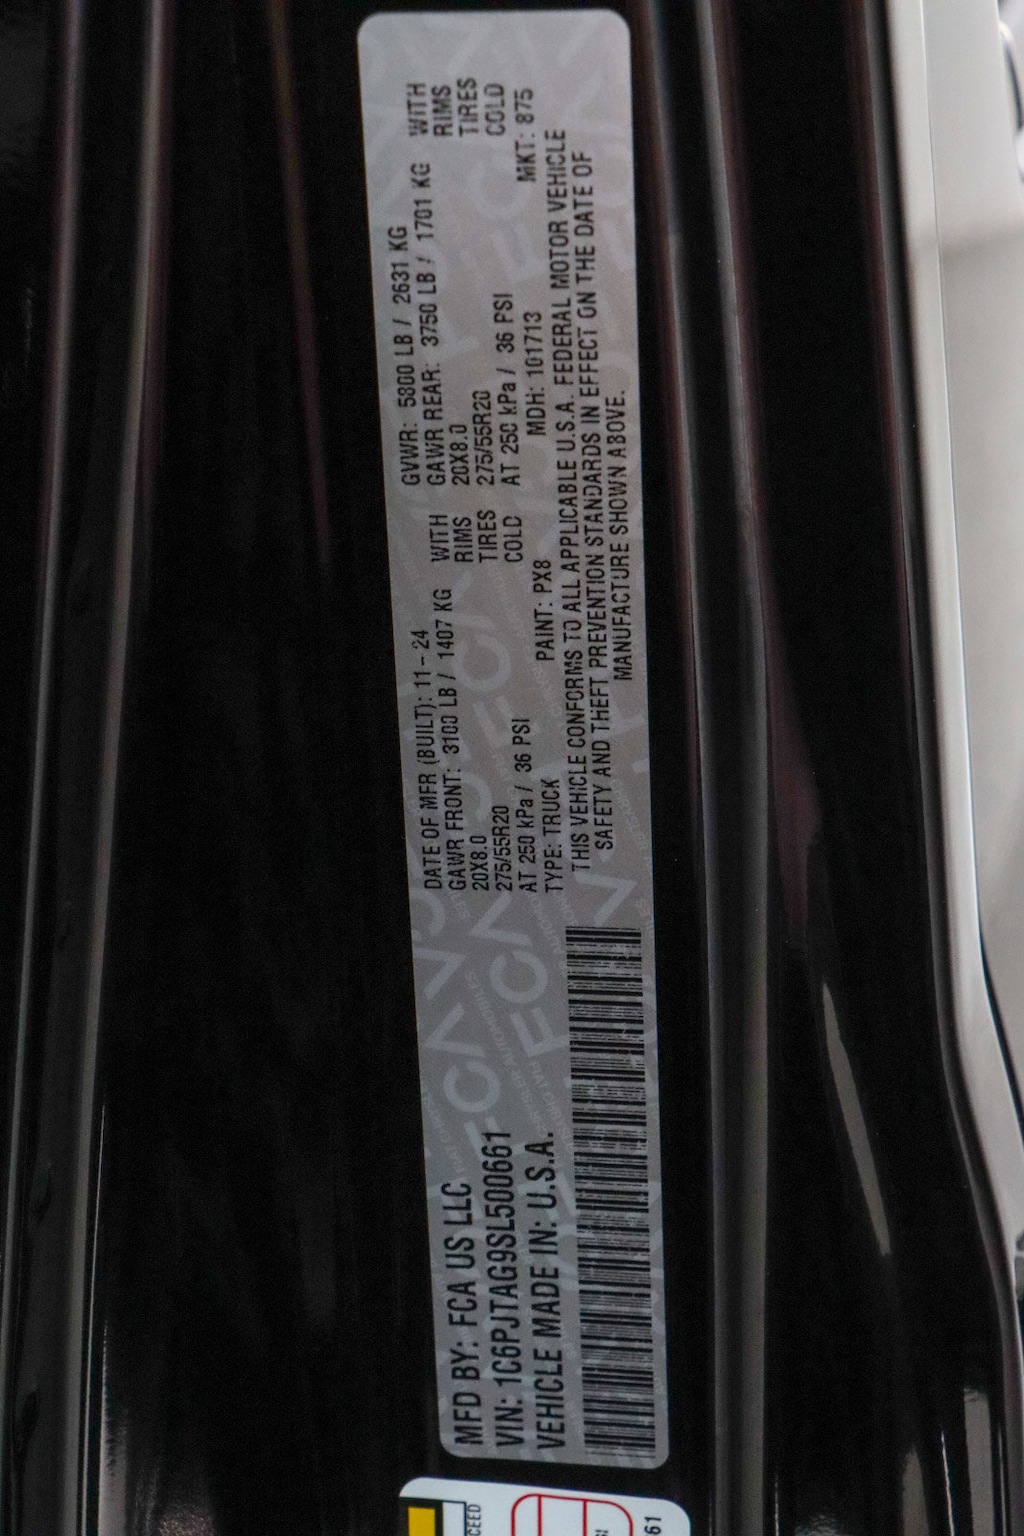 MFD BY: FCA US LLC
VIN: 1C6PJTAG9SL500661
VEHICLE MADE IN: U.S.A.
DATE OF MFR (BUILT): 11-24
GAWR FRONT: 3100 LB / 1407 KG WITH
20X8.0 RIMS
275/55R20 TIRES
AT 250 kPa / 36 PSI COLD
GVWR: 5800 LB / 2631 KG
GAWR REAR: 3750 LB / 1701 KG WITH
20X8.0 RIMS
275/55R20 TIRES
AT 250 kPa / 36 PSI COLD
TYPE: TRUCK PAINT: PX8 MDH: 101713 MKT: 875
THIS VEHICLE CONFORMS TO ALL APPLICABLE U.S.A. FEDERAL MOTOR VEHICLE
SAFETY AND THEFT PREVENTION STANDARDS IN EFFECT ON THE DATE OF
MANUFACTURE SHOWN ABOVE.
FCA
FCA
61